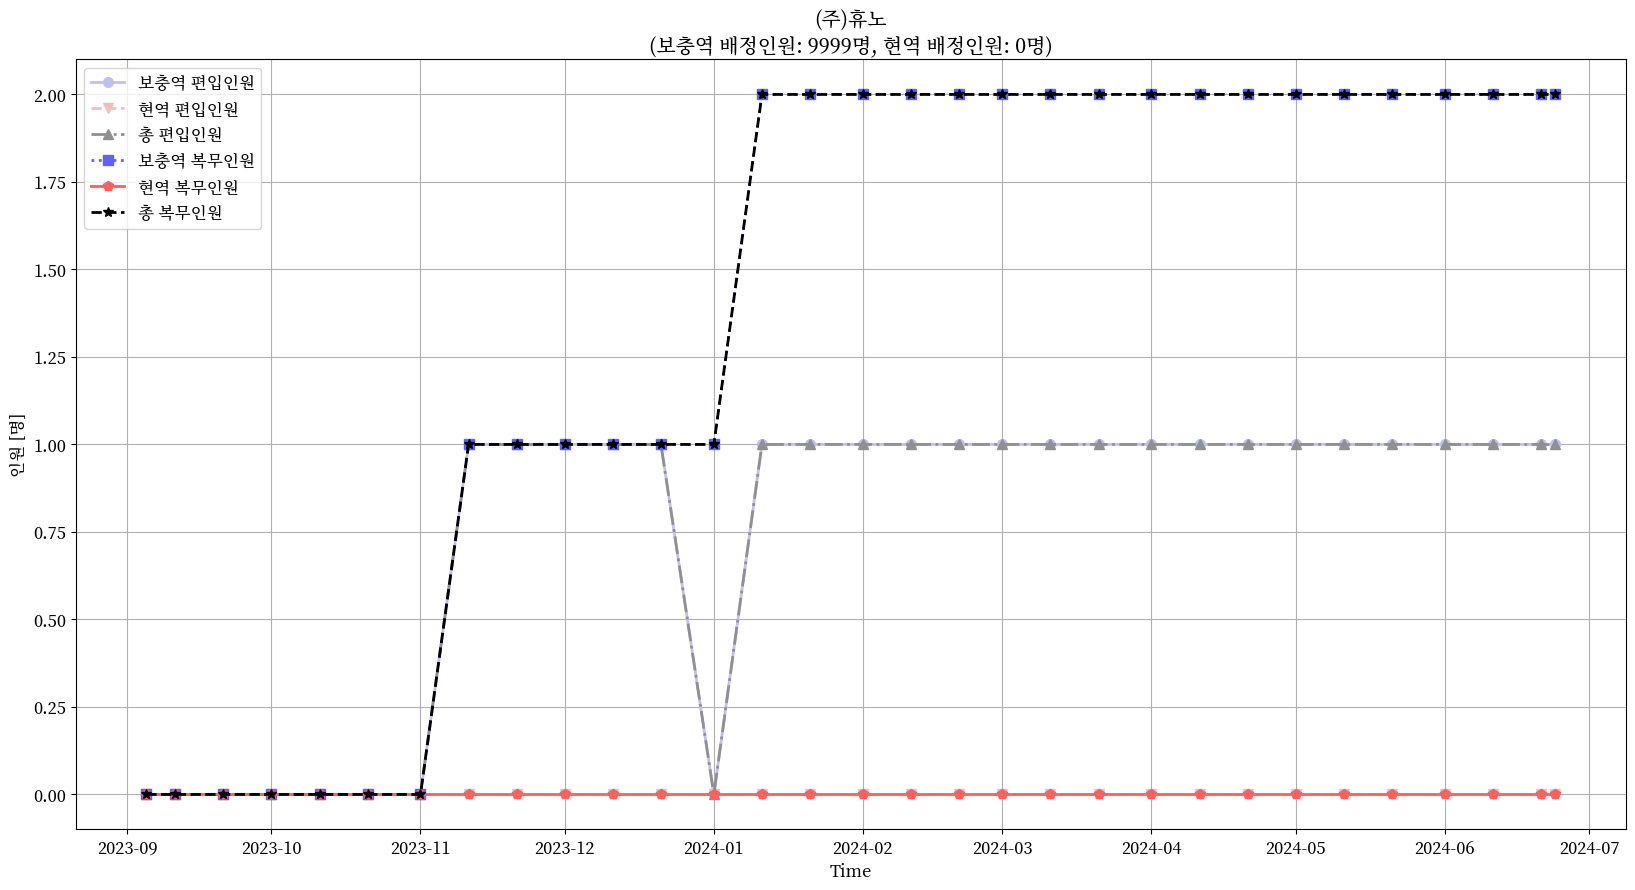 (주)휴노
(보충역 배정인원: 9999명, 현역 배정인원: 0명)
보충역 편입인원
현역 편입인원
총 편입인원
보충역 복무인원
현역 복무인원
총 복무인원
인원 [명]
2.00
1.75
1.50
1.25
1.00
0.75
0.50
0.25
0.00
2023-09 2023-10 2023-11 2023-12 2024-01 2024-02 2024-03 2024-04 2024-05 2024-06 2024-07
Time